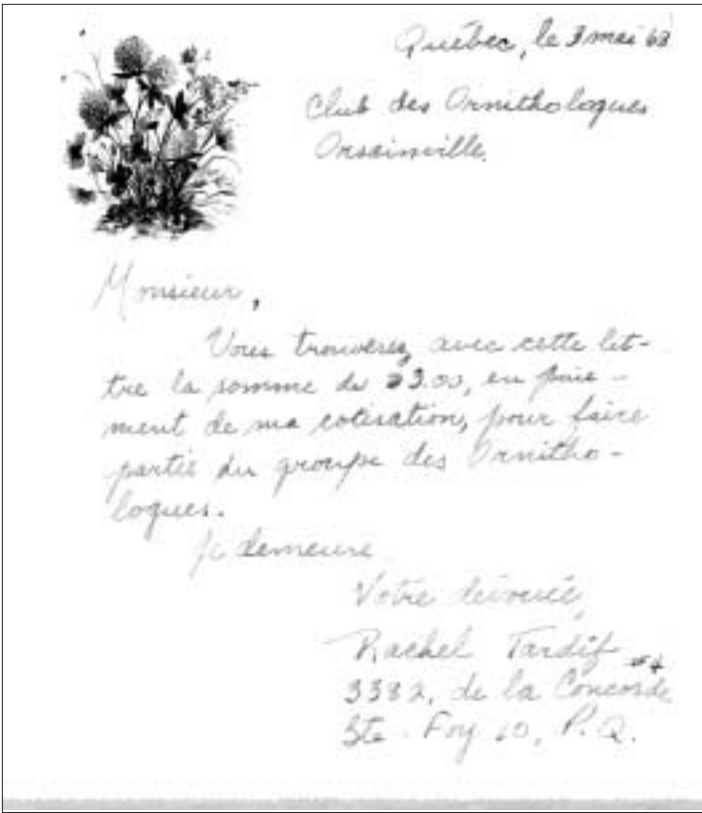 Québec, le 3 mai 68
Club des Ornithologues
Orsainville.
Monsieur,
Vous trouverez avec cette let-
tre la somme de $3.00, en paie-
ment de ma cotisation, pour faire
partie du groupe des Ornitho-
logues.
Je demeure
Votre dévouée,
Rachel Tardif
3382, de la Concorde
Ste-Foy 10, P.Q.